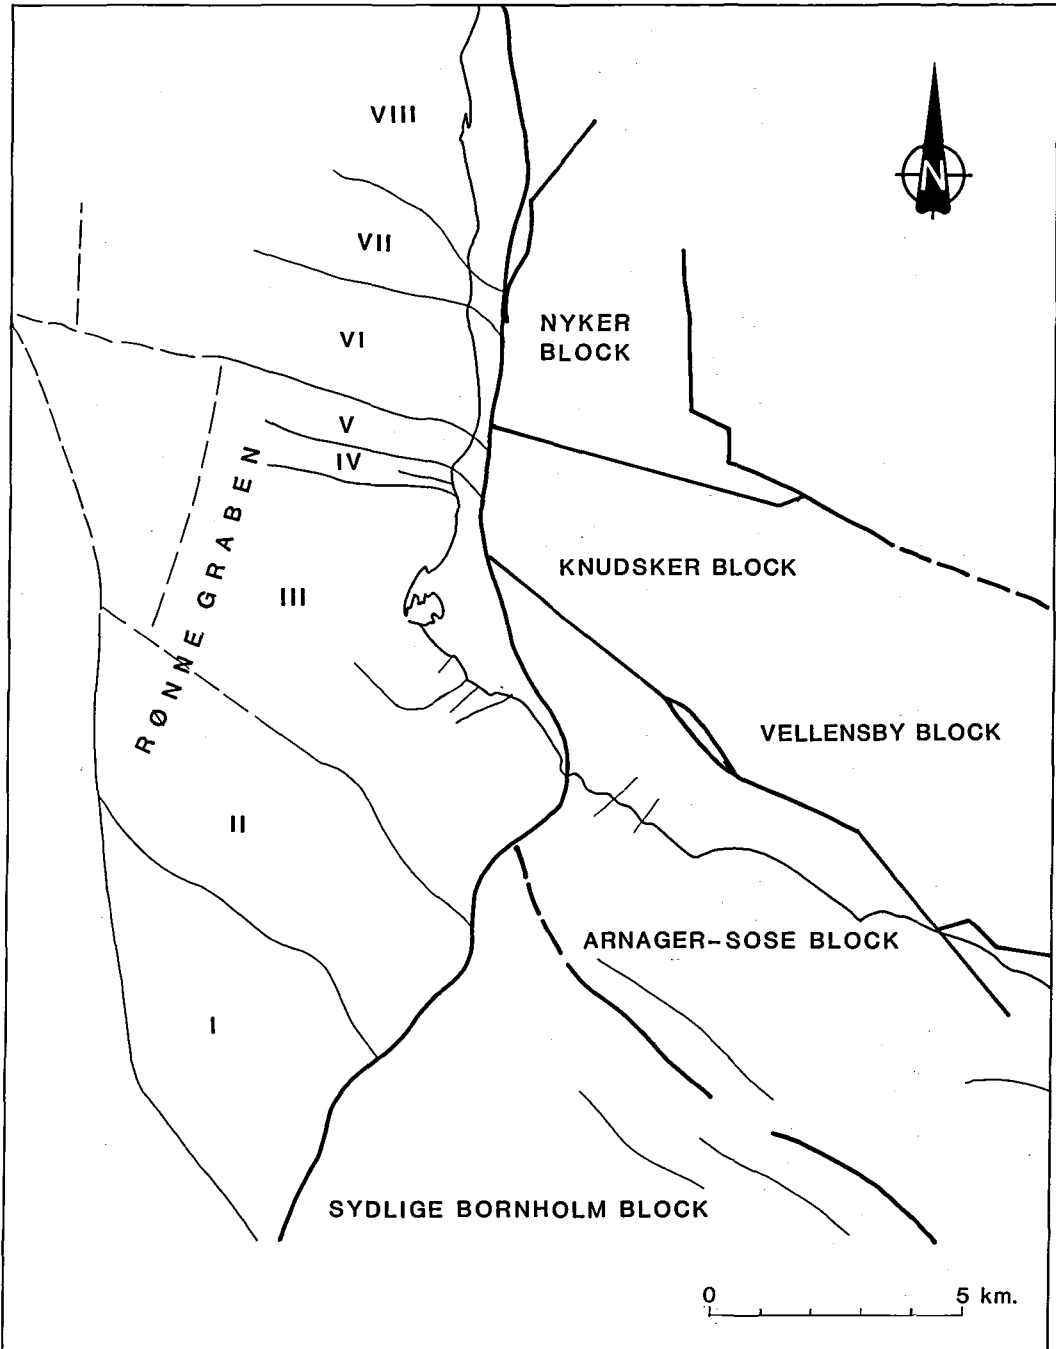 VIII
N
VII
NYKER
BLOCK
VI
V
IV
RØNNE GRABEN
III
KNUDSKER BLOCK
VELLENSBY BLOCK
II
ARNAGER-SOSE BLOCK
I
SYDLIGE BORNHOLM BLOCK
0 5 km.